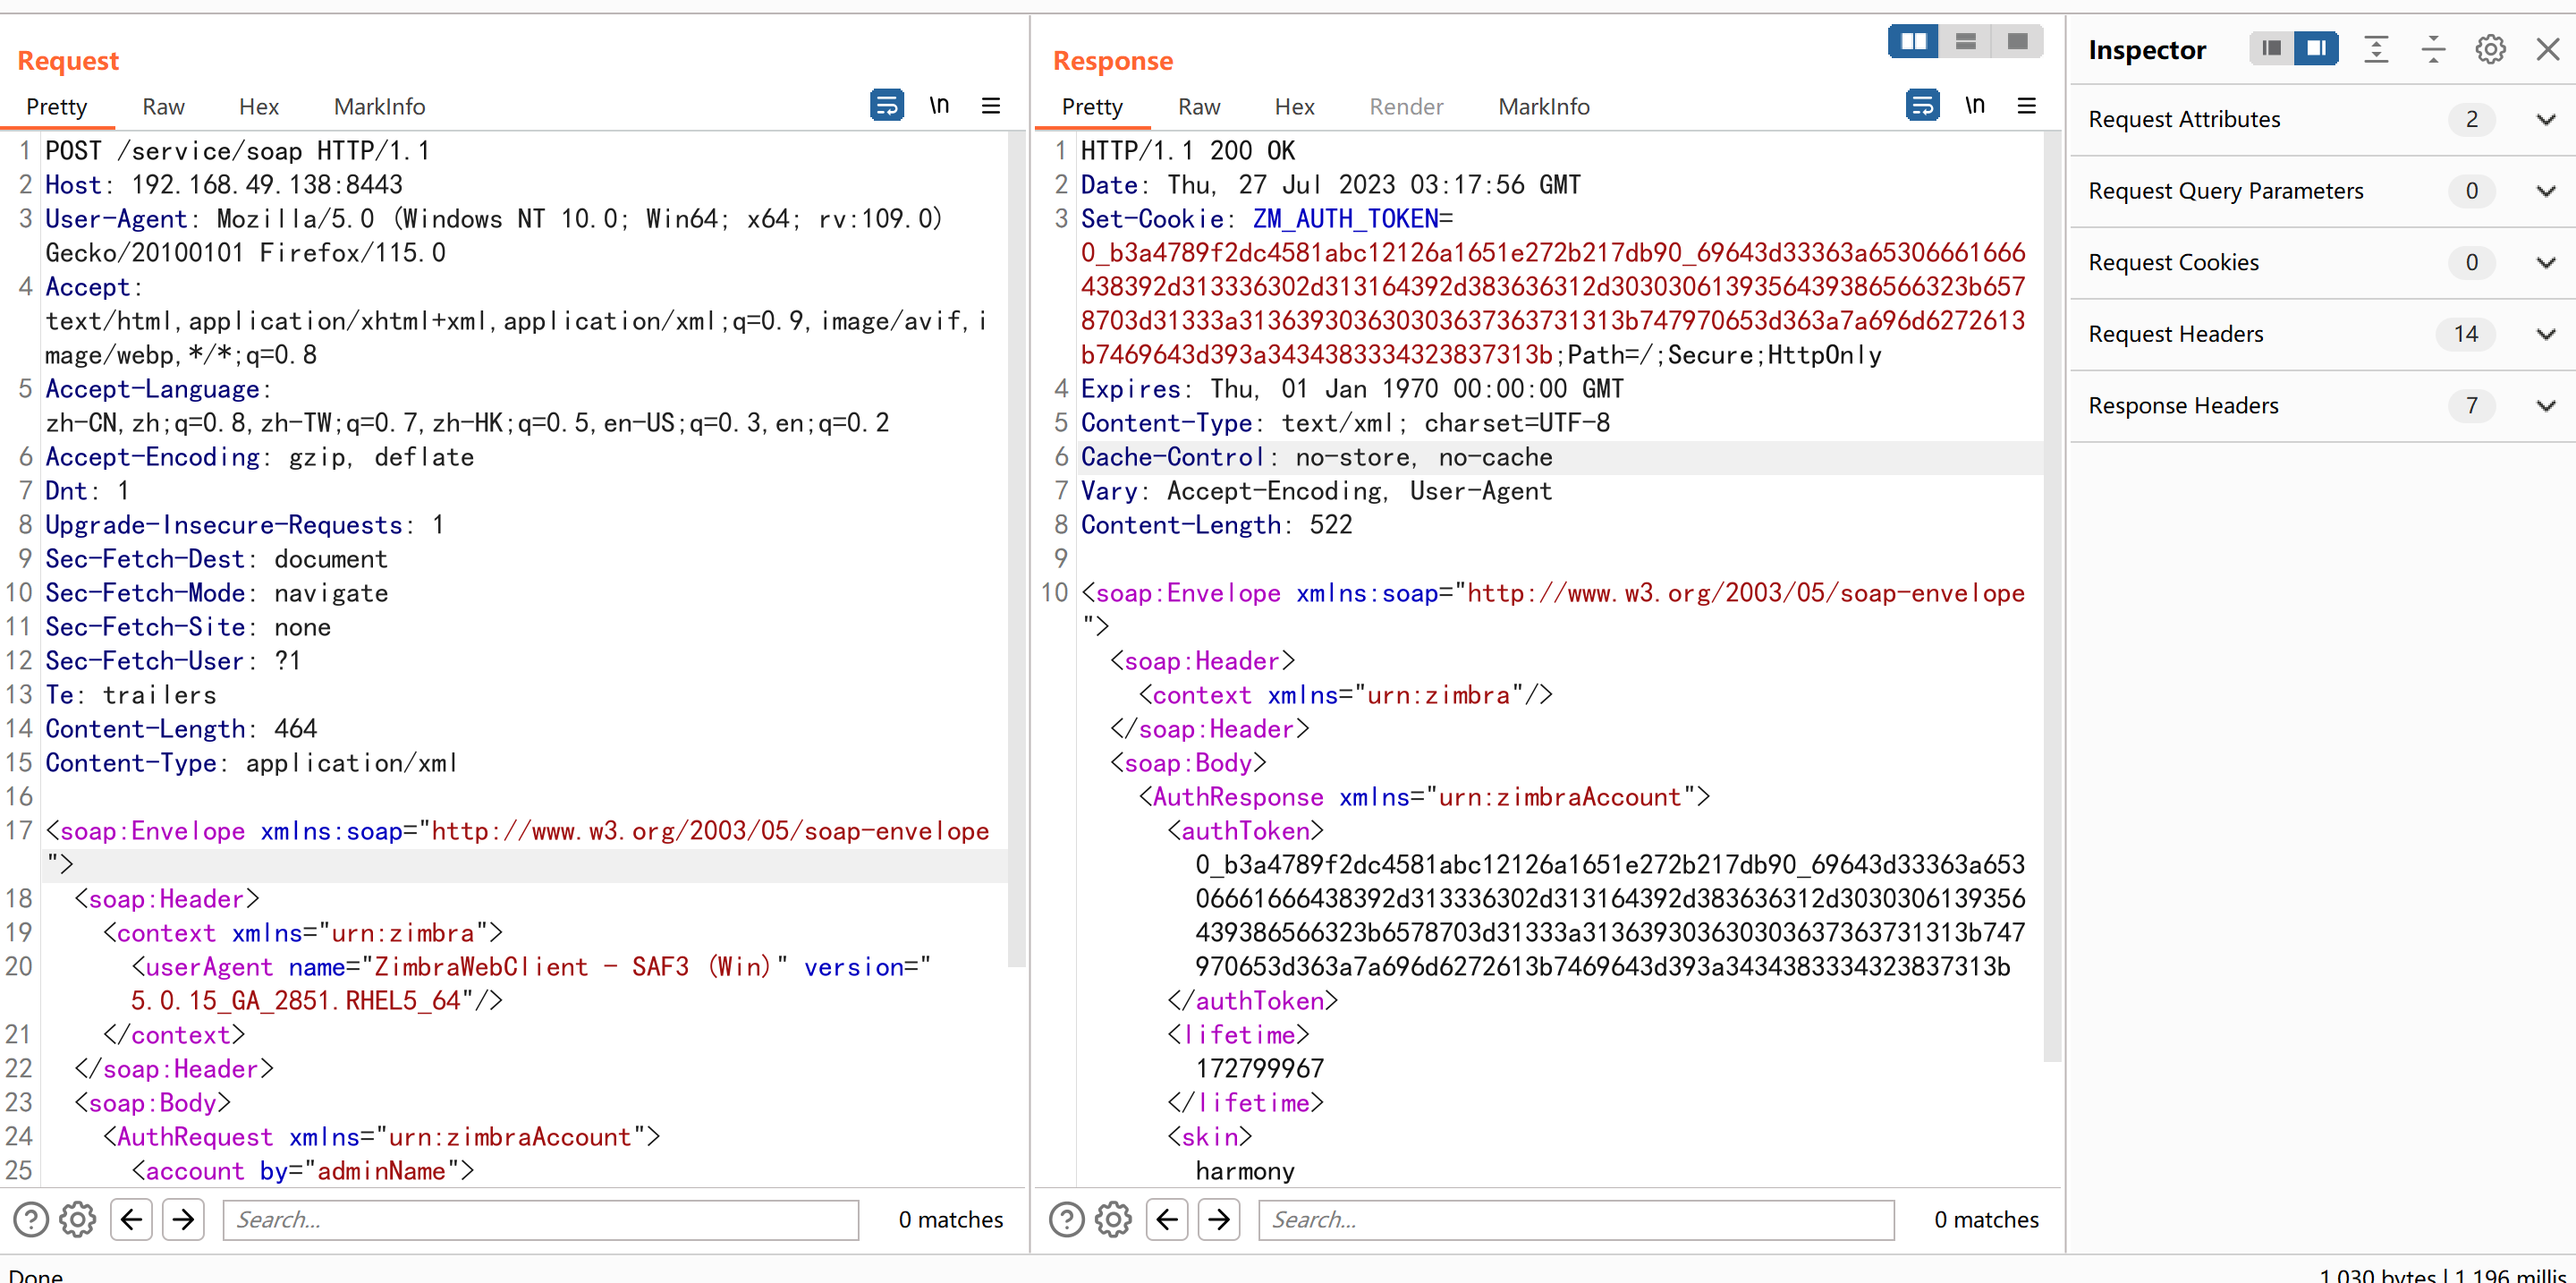 Request
Pretty Raw Hex MarkInfo \n
1 POST /service/soap HTTP/1.1
2 Host: 192.168.49.138:8443
3 User-Agent: Mozilla/5.0 (Windows NT 10.0; Win64; x64; rv:109.0)
Gecko/20100101 Firefox/115.0
4 Accept:
text/html,application/xhtml+xml,application/xml;q=0.9,image/avif,i
mage/webp,*/*;q=0.8
5 Accept-Language:
zh-CN,zh;q=0.8,zh-TW;q=0.7,zh-HK;q=0.5,en-US;q=0.3,en;q=0.2
6 Accept-Encoding: gzip, deflate
7 Dnt: 1
8 Upgrade-Insecure-Requests: 1
9 Sec-Fetch-Dest: document
10 Sec-Fetch-Mode: navigate
11 Sec-Fetch-Site: none
12 Sec-Fetch-User: ?1
13 Te: trailers
14 Content-Length: 464
15 Content-Type: application/xml
16
17 <soap:Envelope xmlns:soap="http://www.w3.org/2003/05/soap-envelope
">
18 <soap:Header>
19 <context xmlns="urn:zimbra">
20 <userAgent name="ZimbraWebClient - SAF3 (Win)" version="
5.0.15_GA_2851.RHEL5_64"/>
21 </context>
22 </soap:Header>
23 <soap:Body>
24 <AuthRequest xmlns="urn:zimbraAccount">
25 <account by="adminName">
Search... 0 matches
Response
Pretty Raw Hex Render MarkInfo \n
1 HTTP/1.1 200 OK
2 Date: Thu, 27 Jul 2023 03:17:56 GMT
3 Set-Cookie: ZM_AUTH_TOKEN=
0_b3a4789f2dc4581abc12126a1651e272b217db90_69643d33363a65306661666
438392d313336302d313164392d383636312d3030306139356439386566323b657
8703d31333a313639303630303637363731313b747970653d363a7a696d6272613
b7469643d393a3434383334323837313b;Path=/;Secure;HttpOnly
4 Expires: Thu, 01 Jan 1970 00:00:00 GMT
5 Content-Type: text/xml; charset=UTF-8
6 Cache-Control: no-store, no-cache
7 Vary: Accept-Encoding, User-Agent
8 Content-Length: 522
9
10 <soap:Envelope xmlns:soap="http://www.w3.org/2003/05/soap-envelope
">
<soap:Header>
<context xmlns="urn:zimbra"/>
</soap:Header>
<soap:Body>
<AuthResponse xmlns="urn:zimbraAccount">
<authToken>
0_b3a4789f2dc4581abc12126a1651e272b217db90_69643d33363a653
06661666438392d313336302d313164392d383636312d3030306139356
439386566323b6578703d31333a313639303630303637363731313b747
970653d363a7a696d6272613b7469643d393a3434383334323837313b
</authToken>
<lifetime>
172799967
</lifetime>
<skin>
harmony
Search... 0 matches
Inspector
Request Attributes 2
Request Query Parameters 0
Request Cookies 0
Request Headers 14
Response Headers 7
Done
1,030 bytes | 1,196 millis